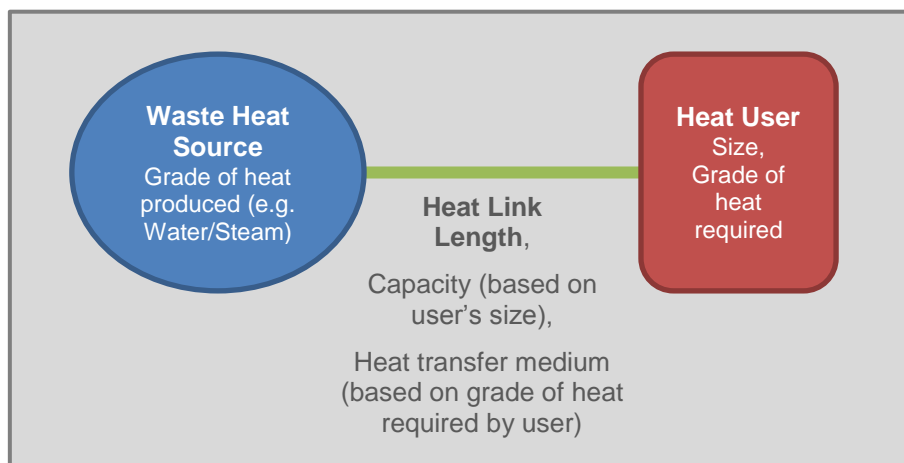 Waste Heat
Source
Grade of heat
produced (e.g.
Water/Steam)
Heat Link
Length,
Capacity (based on
user’s size),
Heat transfer medium
(based on grade of heat
required by user)
Heat User
Size,
Grade of
heat
required